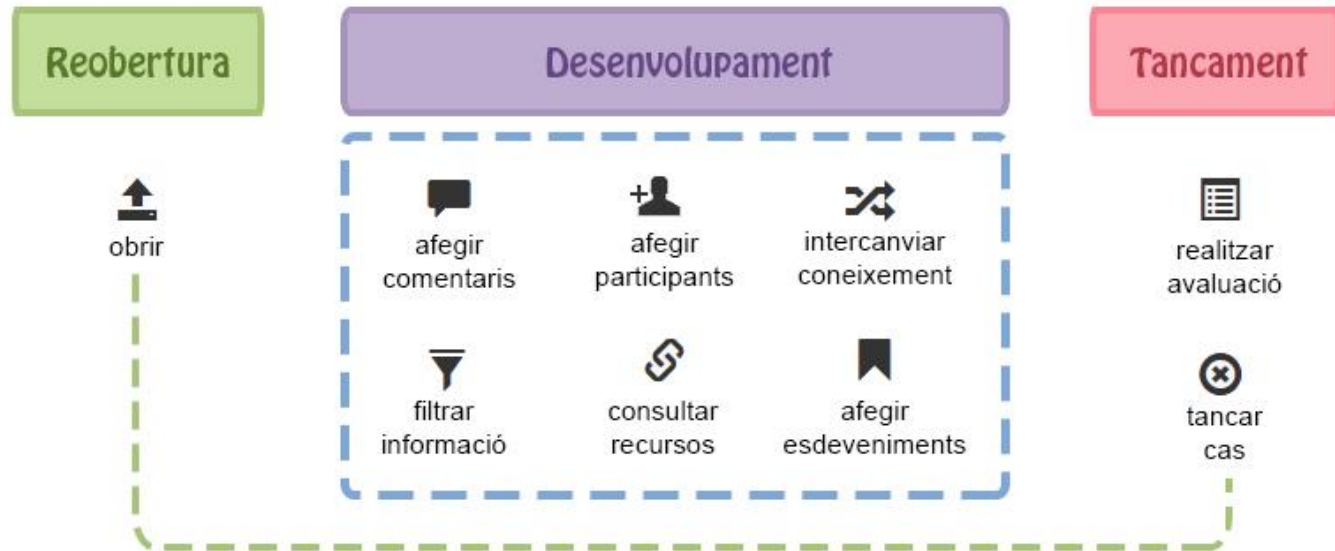 Reobertura
Desenvolupament
Tancament
obrir
afegir
comentaris
afegir
participants
intercanviar
coneixement
realitzar
avaluació
filtrar
informació
consultar
recursos
afegir
esdeveniments
tancar
cas